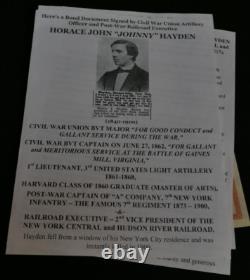 Here's a Bond Document Signed by Civil War Union Artillery
Officer and Post-War Railroad Executive
HORACE JOHN "JOHNNY" HAYDEN
CIVIL WAR UNION BVT MAJOR "FOR GOOD CONDUCT and
GALLANT SERVICE DURING THE WAR."
CIVIL WAR BVT CAPTAIN ON JUNE 27, 1862, "FOR GALLANT
and MERITORIOUS SERVICE AT THE BATTLE OF GAINES
MILL, VIRGINIA,"
1st LIEUTENANT, 3rd UNITED STATES LIGHT ARTILLERY
1861-1868,
HARVARD CLASS OF 1860 GRADUATE (MASTER OF ARTS),
POST-WAR CAPTAIN OF "A" COMPANY, 7th NEW YORK
INFANTRY – THE FAMOUS 7th REGIMENT 1875 – 1900,
-&-
RAILROAD EXECUTIVE – 2nd VICE PRESIDENT OF THE
NEW YORK CENTRAL and HUDSON RIVER RAILROAD.
Hayden fell from a window of his New York City residence and was
instantly
and generous